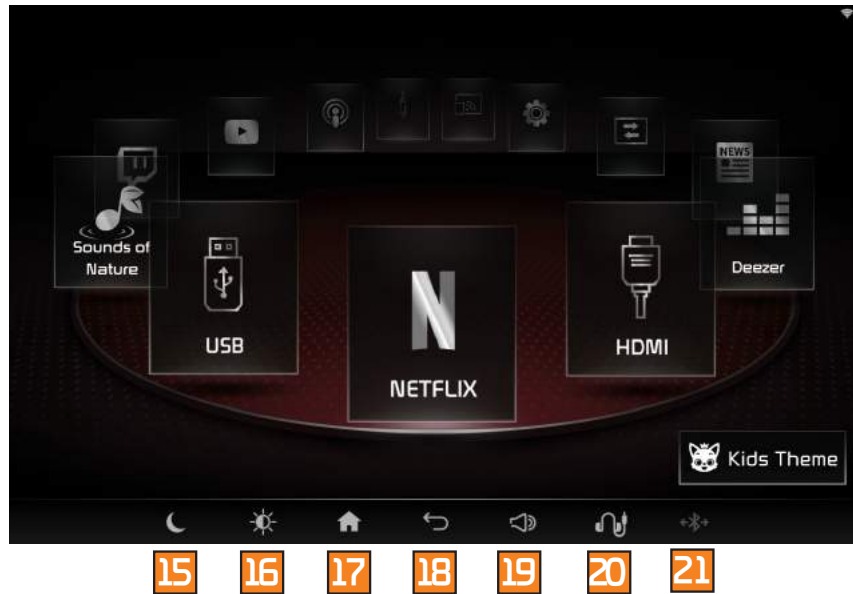 NEWS
Sounds of
Nature
Deezer
USB
N
HDMI
NETFLIX
Kids Theme
15 16 17 18 19 20 21